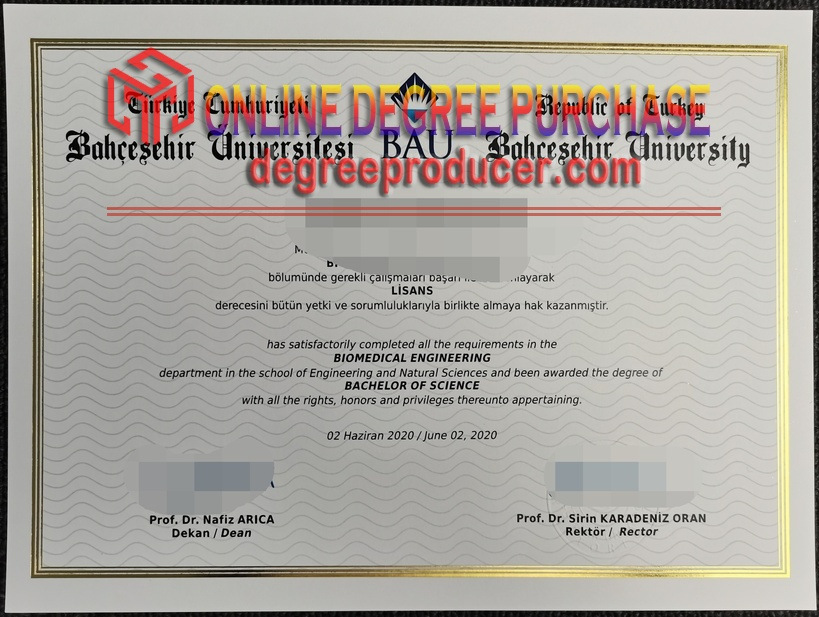 Türkiye Cumhuriyeti
Republic of Turkey
ONLINE DEGREE PURCHASE
Bahçeşehir Üniversitesi
BAU
Bahçeşehir University
degreeproducer.com
bölümünde gerekli çalışmaları başarı
LİSANS
derecesini bütün yetki ve sorumluluklarıyla birlikte almaya hak kazanmıştır.
has satisfactorily completed all the requirements in the
BIOMEDICAL ENGINEERING
department in the school of Engineering and Natural Sciences and been awarded the degree of
BACHELOR OF SCIENCE
with all the rights, honors and privileges thereunto appertaining.
02 Haziran 2020 / June 02, 2020
Prof. Dr. Nafiz ARICA
Dekan / Dean
Prof. Dr. Sirin KARADENİZ ORAN
Rektör / Rector